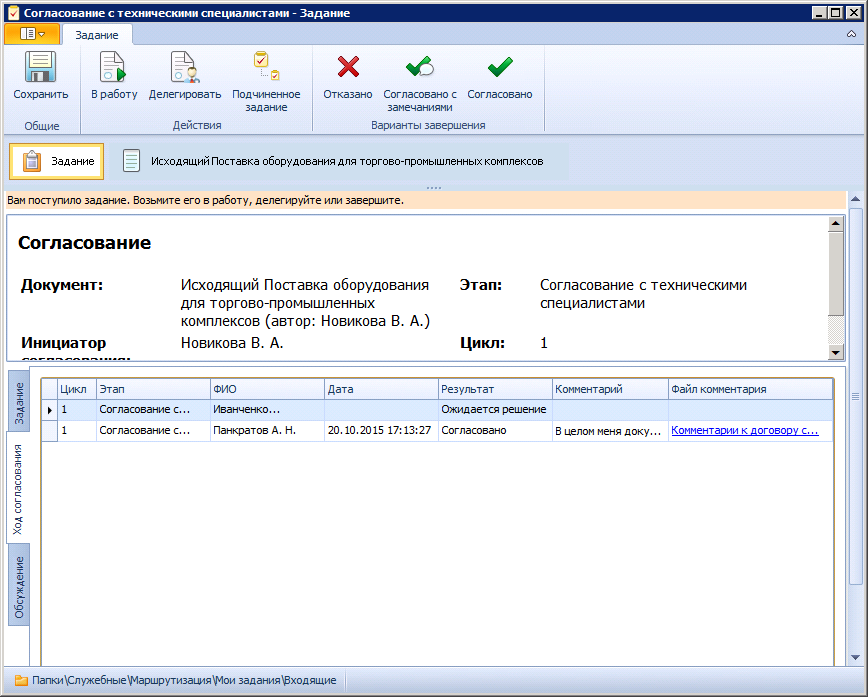 Согласование с техническими специалистами - Задание
Задание
Сохранить
В работу
Делегировать
Подчиненное
задание
Отказано
Согласовано с
замечаниями
Согласовано
Общие
Действия
Варианты завершения
Задание
Исходящий Поставка оборудования для торгово-промышленных комплексов
Вам поступило задание. Возьмите его в работу, делегируйте или завершите.
Согласование
Документ:
Исходящий Поставка оборудования
для торгово-промышленных
комплексов (автор: Новикова В. А.)
Этап:
Согласование с техническими
специалистами
Инициатор
согласования:
Новикова В. А.
Цикл:
1
Задание
Ход согласования
Обсуждение
Цикл Этап ФИО Дата Результат Комментарий Файл комментария
1 Согласование с... Иванченко... Ожидается решение
1 Согласование с... Панкратов А. Н. 20.10.2015 17:13:27 Согласовано В целом меня доку... Комментарии к договору с...
Папки\Служебные\Маршрутизация\Мои задания\Входящие